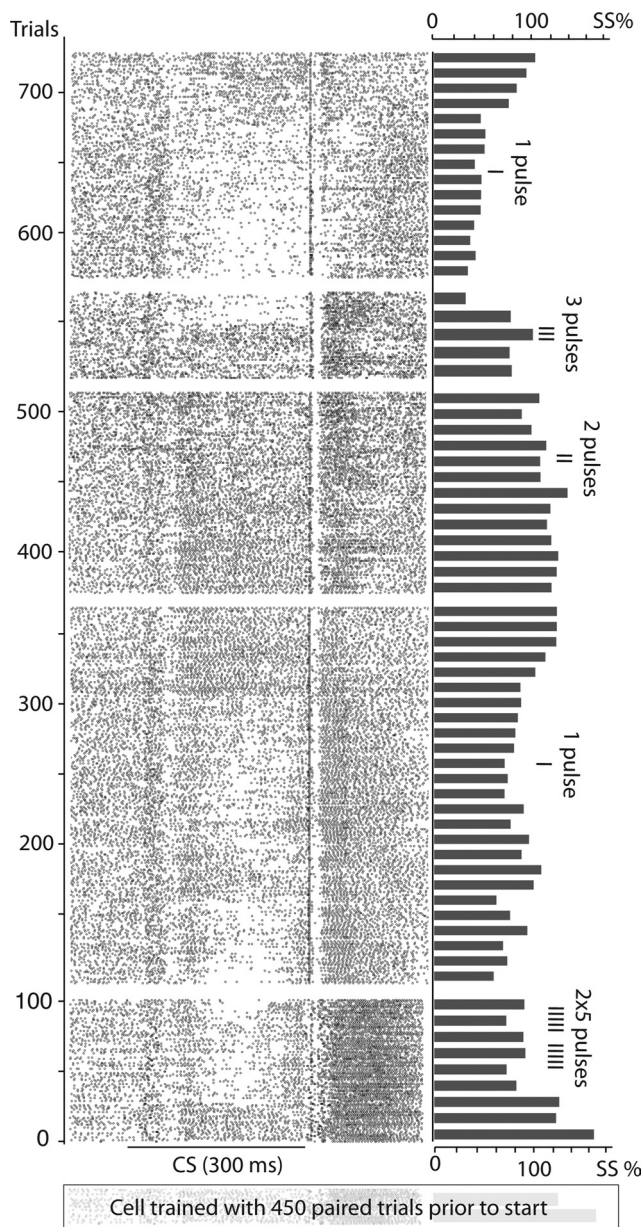 Trials
0 100 SS%
700
600
500
400
300
200
100
0
1 pulse
I
3 pulses
III
2 pulses
II
1 pulse
I
2x5 pulses
IIIII IIIII
CS (300 ms)
0 100 SS %
Cell trained with 450 paired trials prior to start